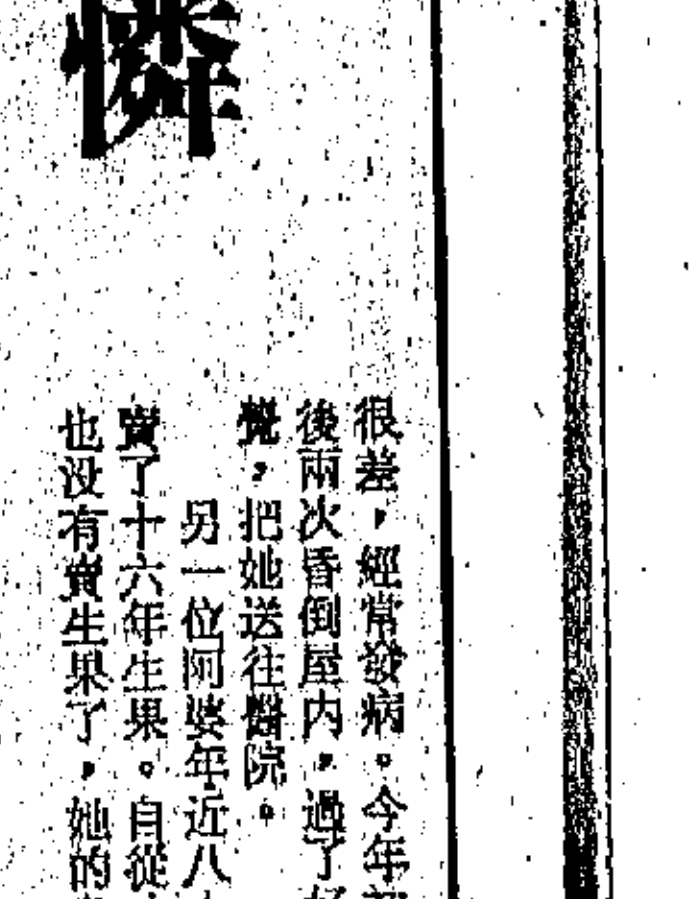 憐
很差，經常發病。今年
後兩次昏倒屋內，過了
覺，把她送往醫院。
另一位阿婆年近八
賣了十六年生果。自從
也没有賣生果了，她的